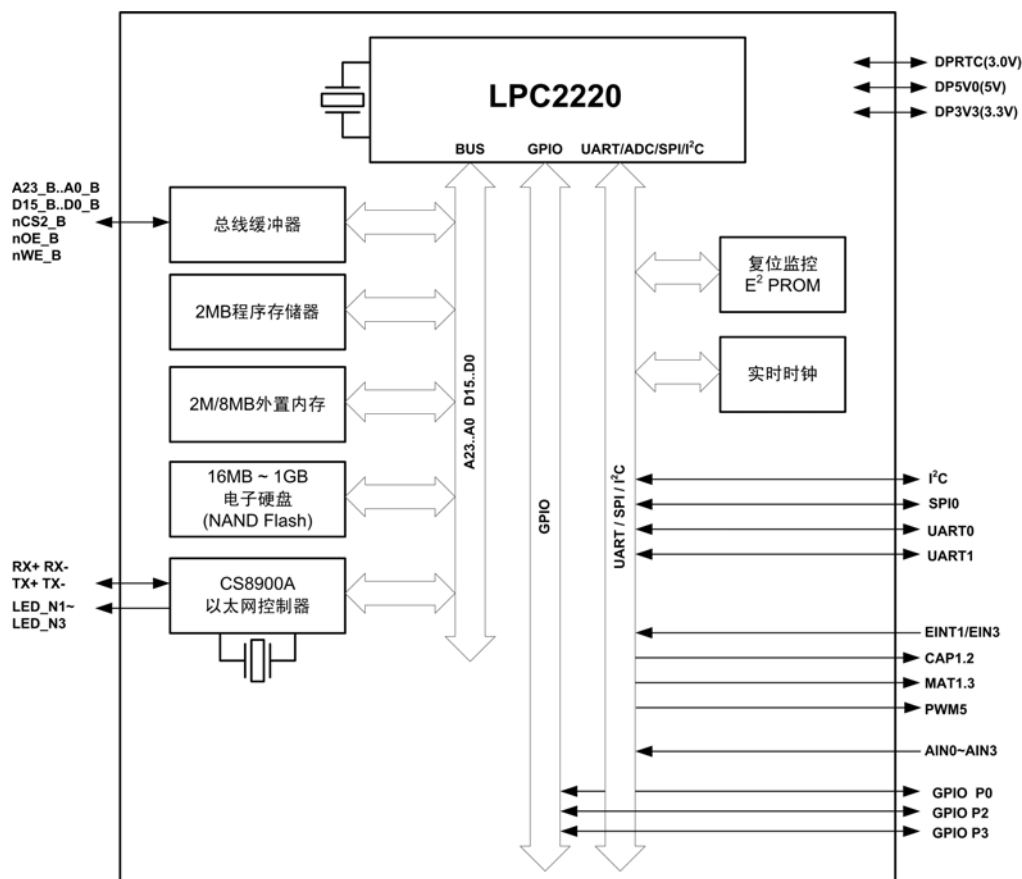 LPC2220
BUS
GPIO
UART/ADC/SPI/I²C
DPRTC(3.0V)
DP5V0(5V)
DP3V3(3.3V)
A23_B..A0_B
D15_B..D0_B
nCS2_B
nOE_B
nWE_B
总线缓冲器
2MB程序存储器
2M/8MB外置内存
16MB ~ 1GB
电子硬盘
(NAND Flash)
RX+ RX-
TX+ TX-
LED_N1~
LED_N3
CS8900A
以太网控制器
A23..A0 D15..D0
GPIO
UART / SPI / I²C
复位监控
E² PROM
实时时钟
I²C
SPI0
UART0
UART1
EINT1/EIN3
CAP1.2
MAT1.3
PWM5
AIN0~AIN3
GPIO P0
GPIO P2
GPIO P3